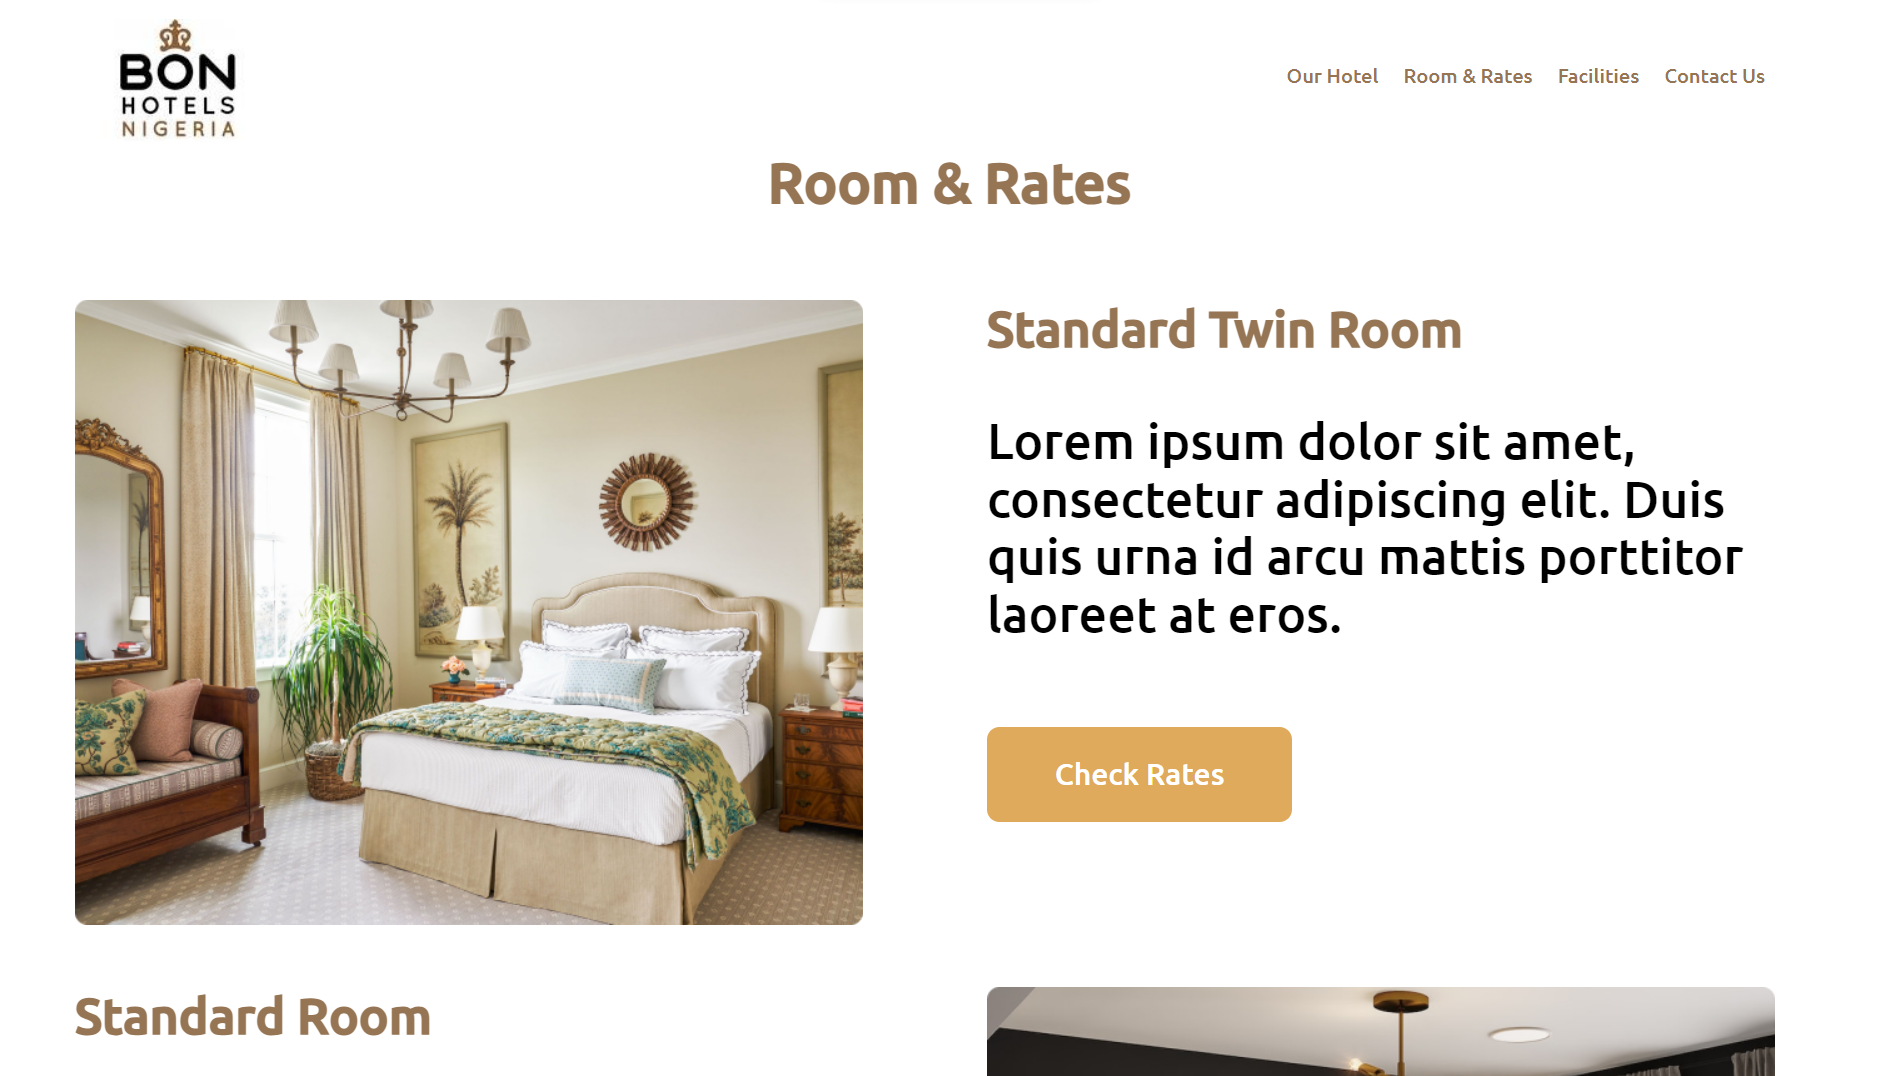 BON
HOTELS
NIGERIA
Our Hotel Room & Rates Facilities Contact Us
Room & Rates
Standard Twin Room
Lorem ipsum dolor sit amet,
consectetur adipiscing elit. Duis
quis urna id arcu mattis porttitor
laoreet at eros.
Check Rates
Standard Room